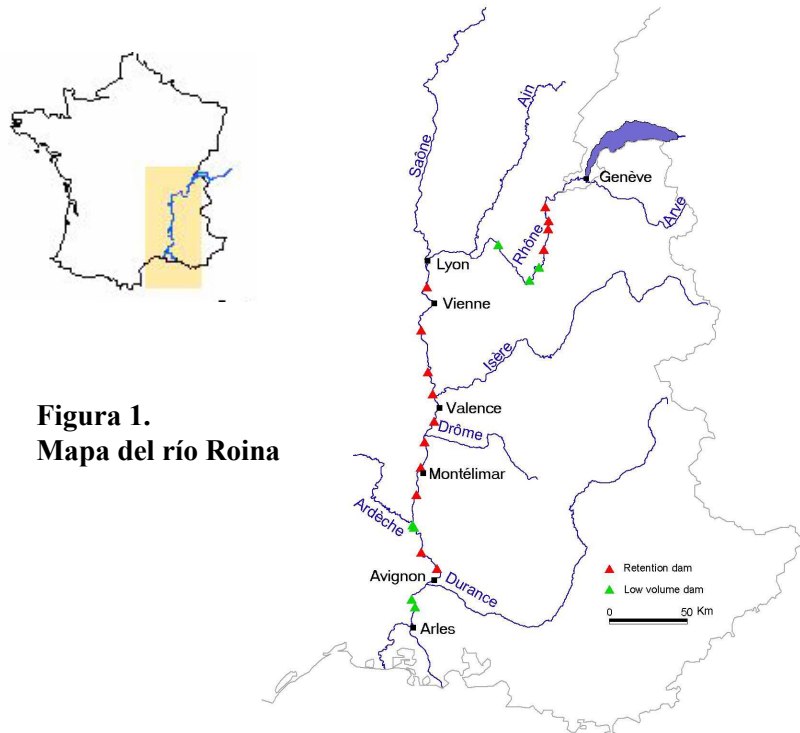 Saône
Ain
Genève
Arve
Rhône
Lyon
Vienne
Isère
Figura 1.
Mapa del río Roina
Valence
Drôme
Montélimar
Ardèche
Avignon
Durance
Retention dam
Low volume dam
0 50 Km
Arles